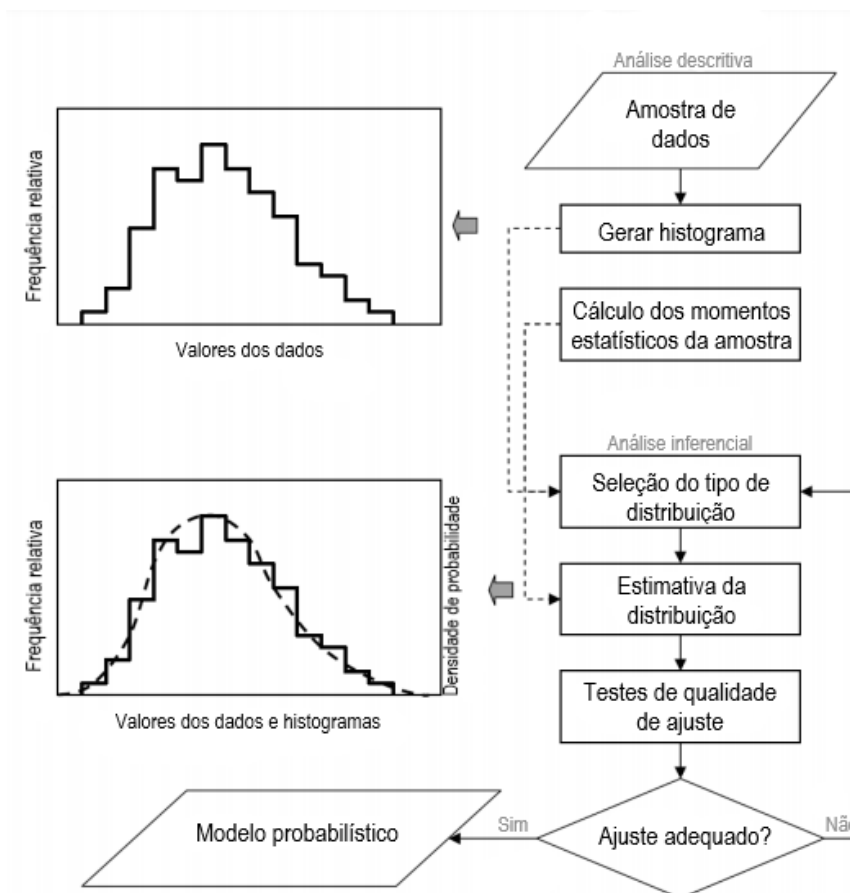 Análise descritiva
Amostra de
dados
Gerar histograma
Cálculo dos momentos
estatísticos da amostra
Frequência relativa
Valores dos dados
Análise inferencial
Seleção do tipo de
distribuição
Estimativa da
distribuição
Testes de qualidade
de ajuste
Frequência relativa
Densidade de probabilidade
Valores dos dados e histogramas
Ajuste adequado?
Sim
Não
Modelo probabilístico